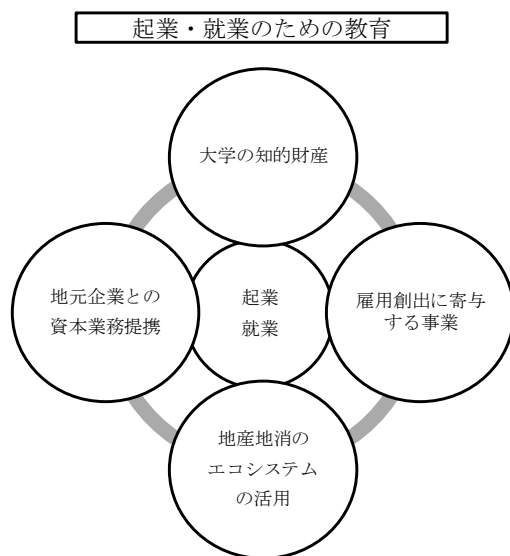 起業・就業のための教育
大学の知的財産
地元企業との
資本業務提携
起業
就業
雇用創出に寄与
する事業
地産地消の
エコシステム
の活用